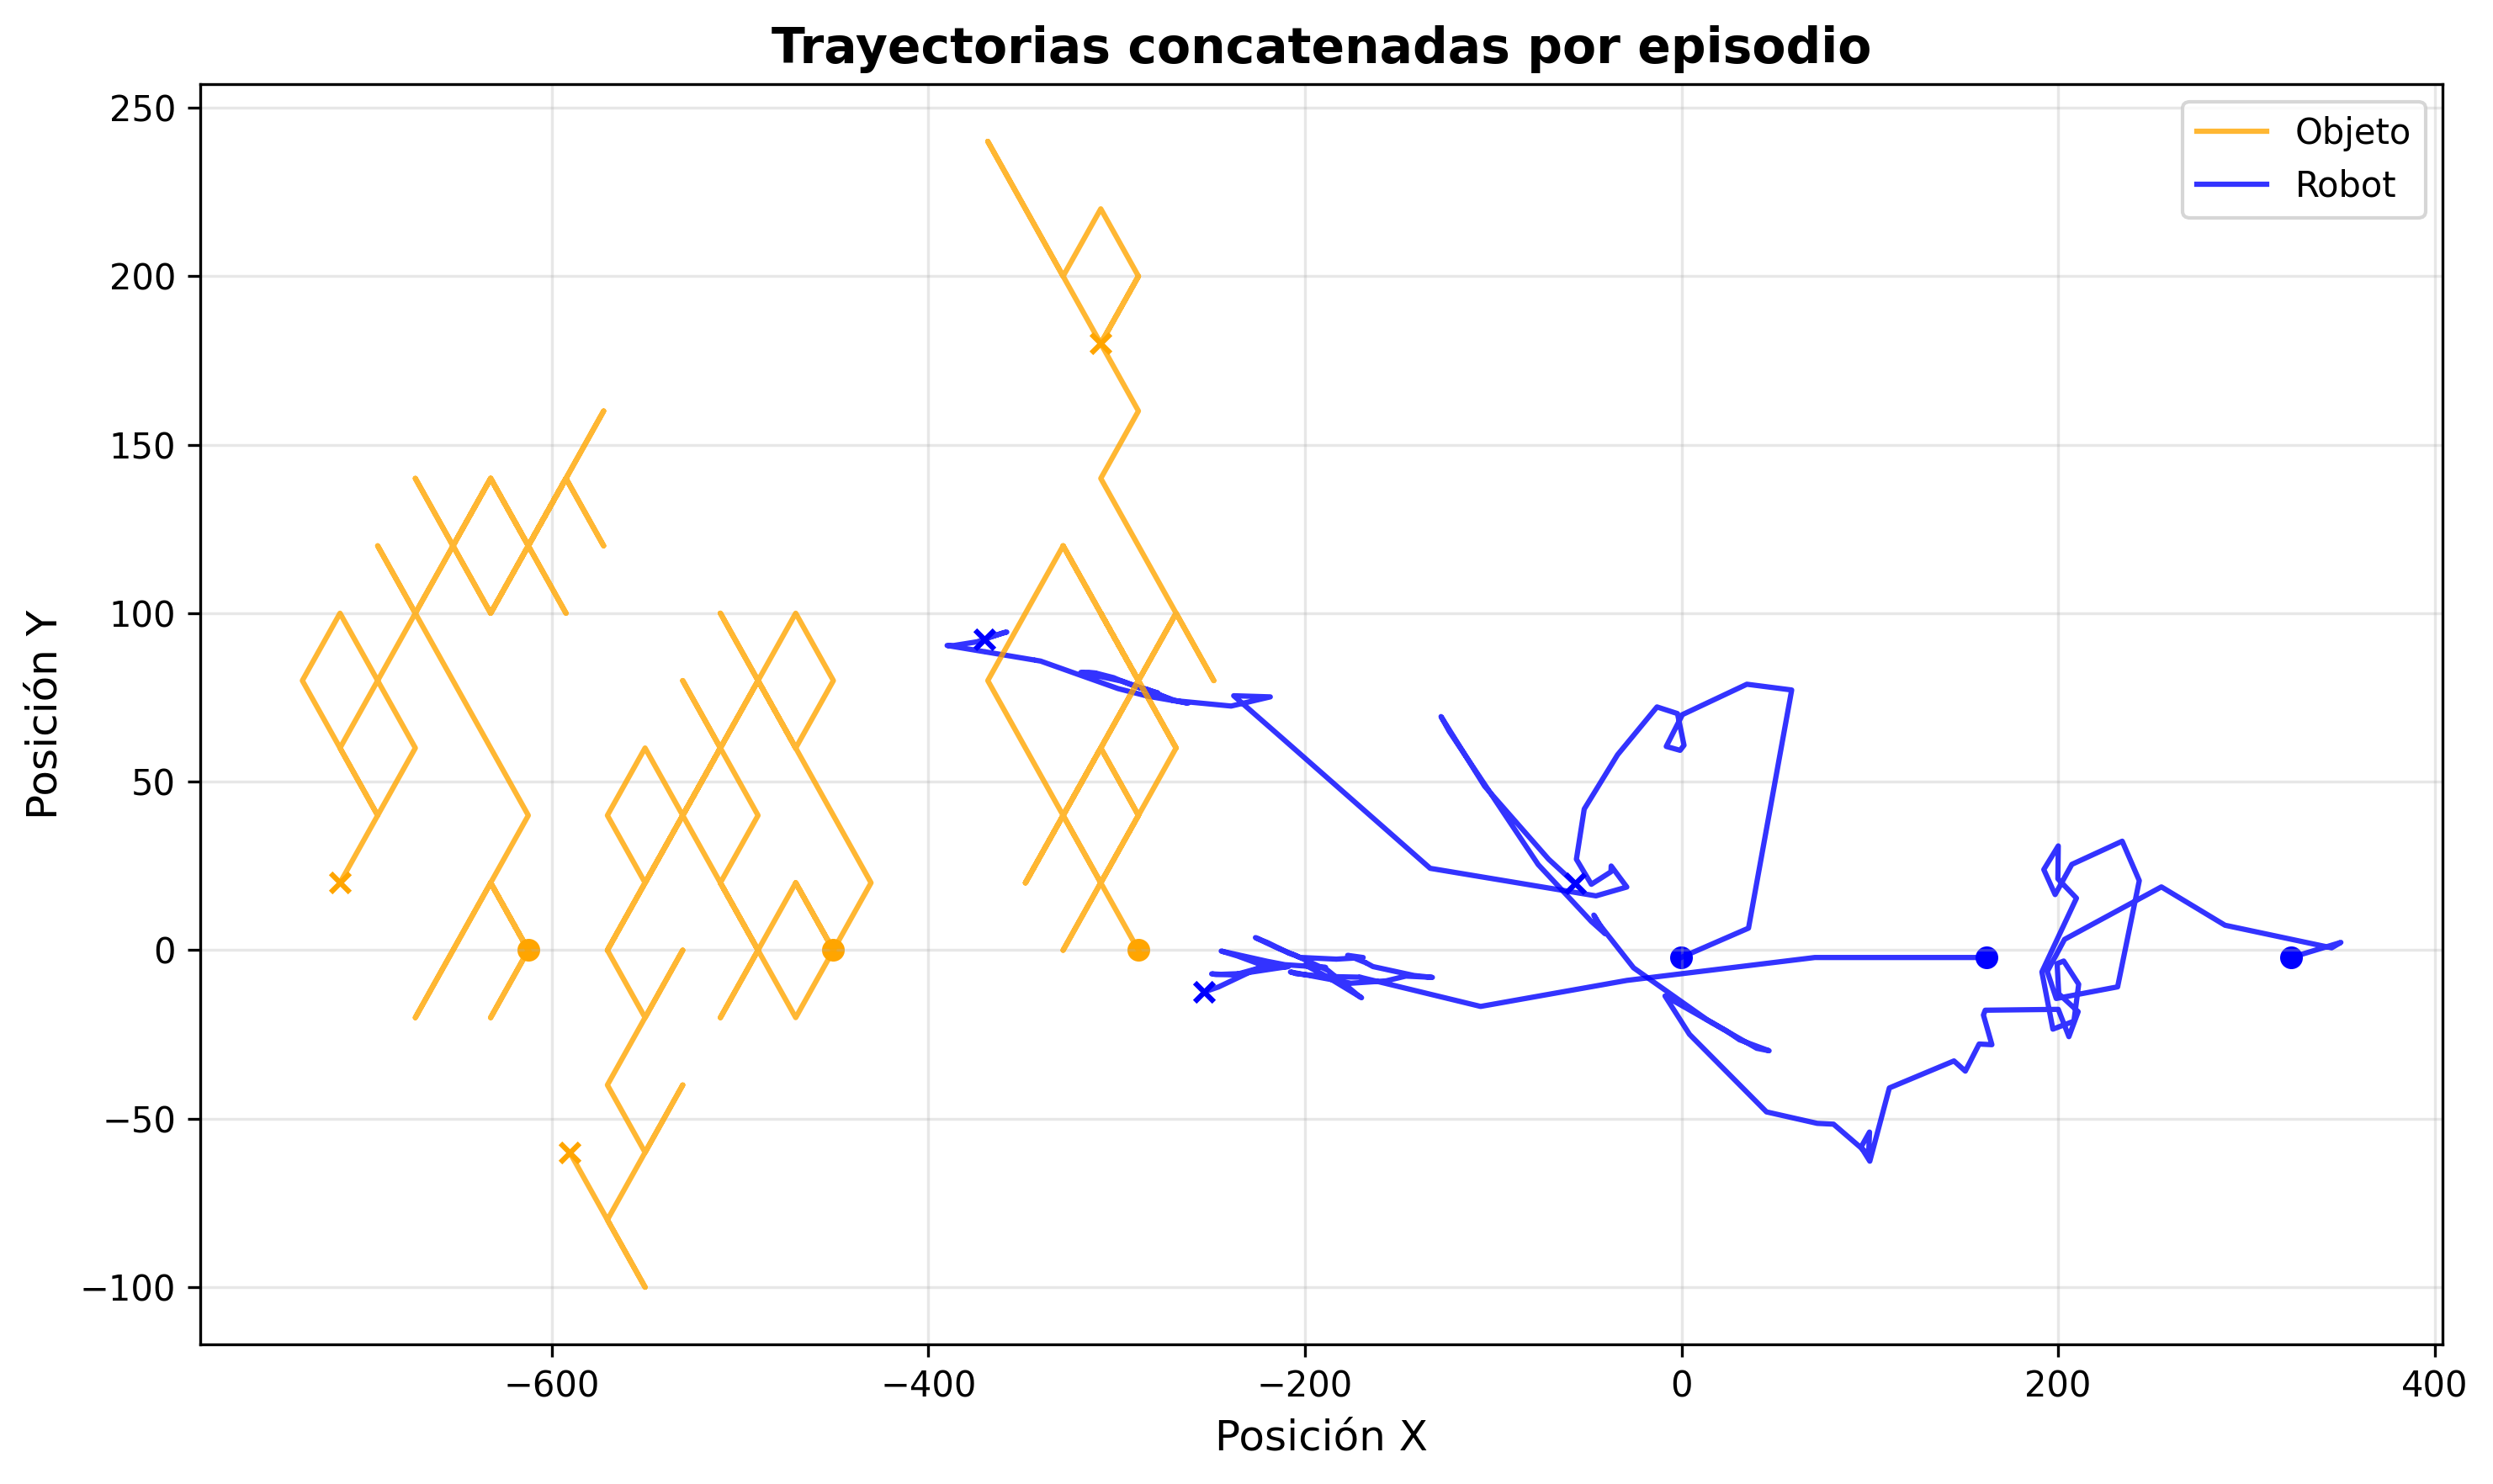 Trayectorias concatenadas por episodio
Objeto
Robot
Posición Y
250
200
150
100
50
0
−50
−100
−600
−400
−200
0
200
400
Posición X